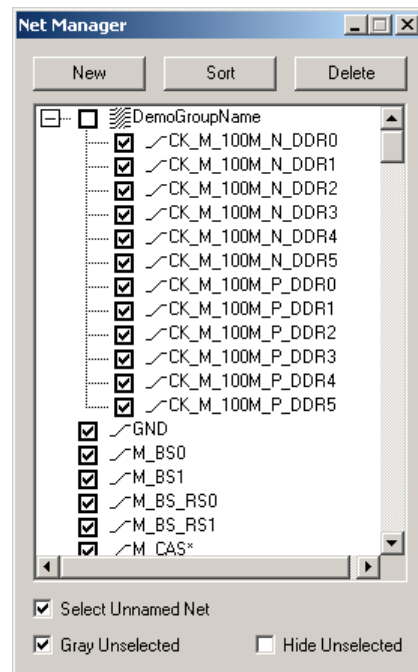 Net Manager
New Sort Delete
DemoGroupName
CK_M_100M_N_DDR0
CK_M_100M_N_DDR1
CK_M_100M_N_DDR2
CK_M_100M_N_DDR3
CK_M_100M_N_DDR4
CK_M_100M_N_DDR5
CK_M_100M_P_DDR0
CK_M_100M_P_DDR1
CK_M_100M_P_DDR2
CK_M_100M_P_DDR3
CK_M_100M_P_DDR4
CK_M_100M_P_DDR5
GND
M_BS0
M_BS1
M_BS_RS0
M_BS_RS1
M_CAS*
Select Unnamed Net
Gray Unselected Hide Unselected